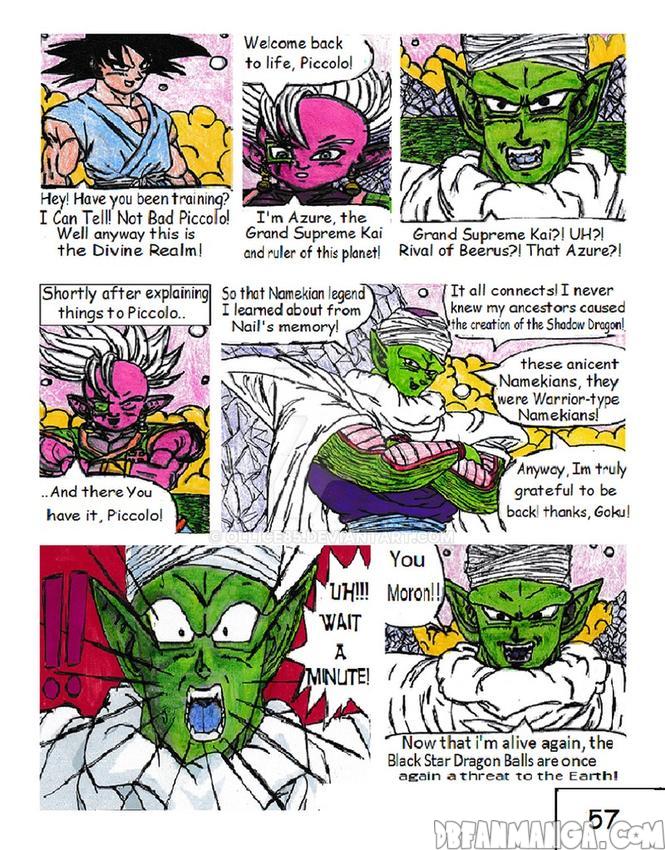 Hey! Have you been training?
I Can Tell! Not Bad Piccolo!
Well anyway this is
the Divine Realm!
Welcome back
to life, Piccolo!
I'm Azure, the
Grand Supreme Kai
and ruler of this planet!
Grand Supreme Kai?! UH?!
Rival of Beerus?! That Azure?!
Shortly after explaining
things to Piccolo..
..And there You
have it, Piccolo!
So that Namekian legend
I learned about from
Nail's memory!
It all connects! I never
knew my ancestors caused
the creation of the Shadow Dragon!
these anicent
Namekians, they
were Warrior-type
Namekians!
Anyway, Im truly
grateful to be
back! thanks, Goku!
© OLLIGE85.DEVIANTART.COM
!!
UH!!!
WAIT
A
MINUTE!
You
Moron!!
Now that i'm alive again, the
Black Star Dragon Balls are once
again a threat to the Earth!
57
DBFANMANGA.COM